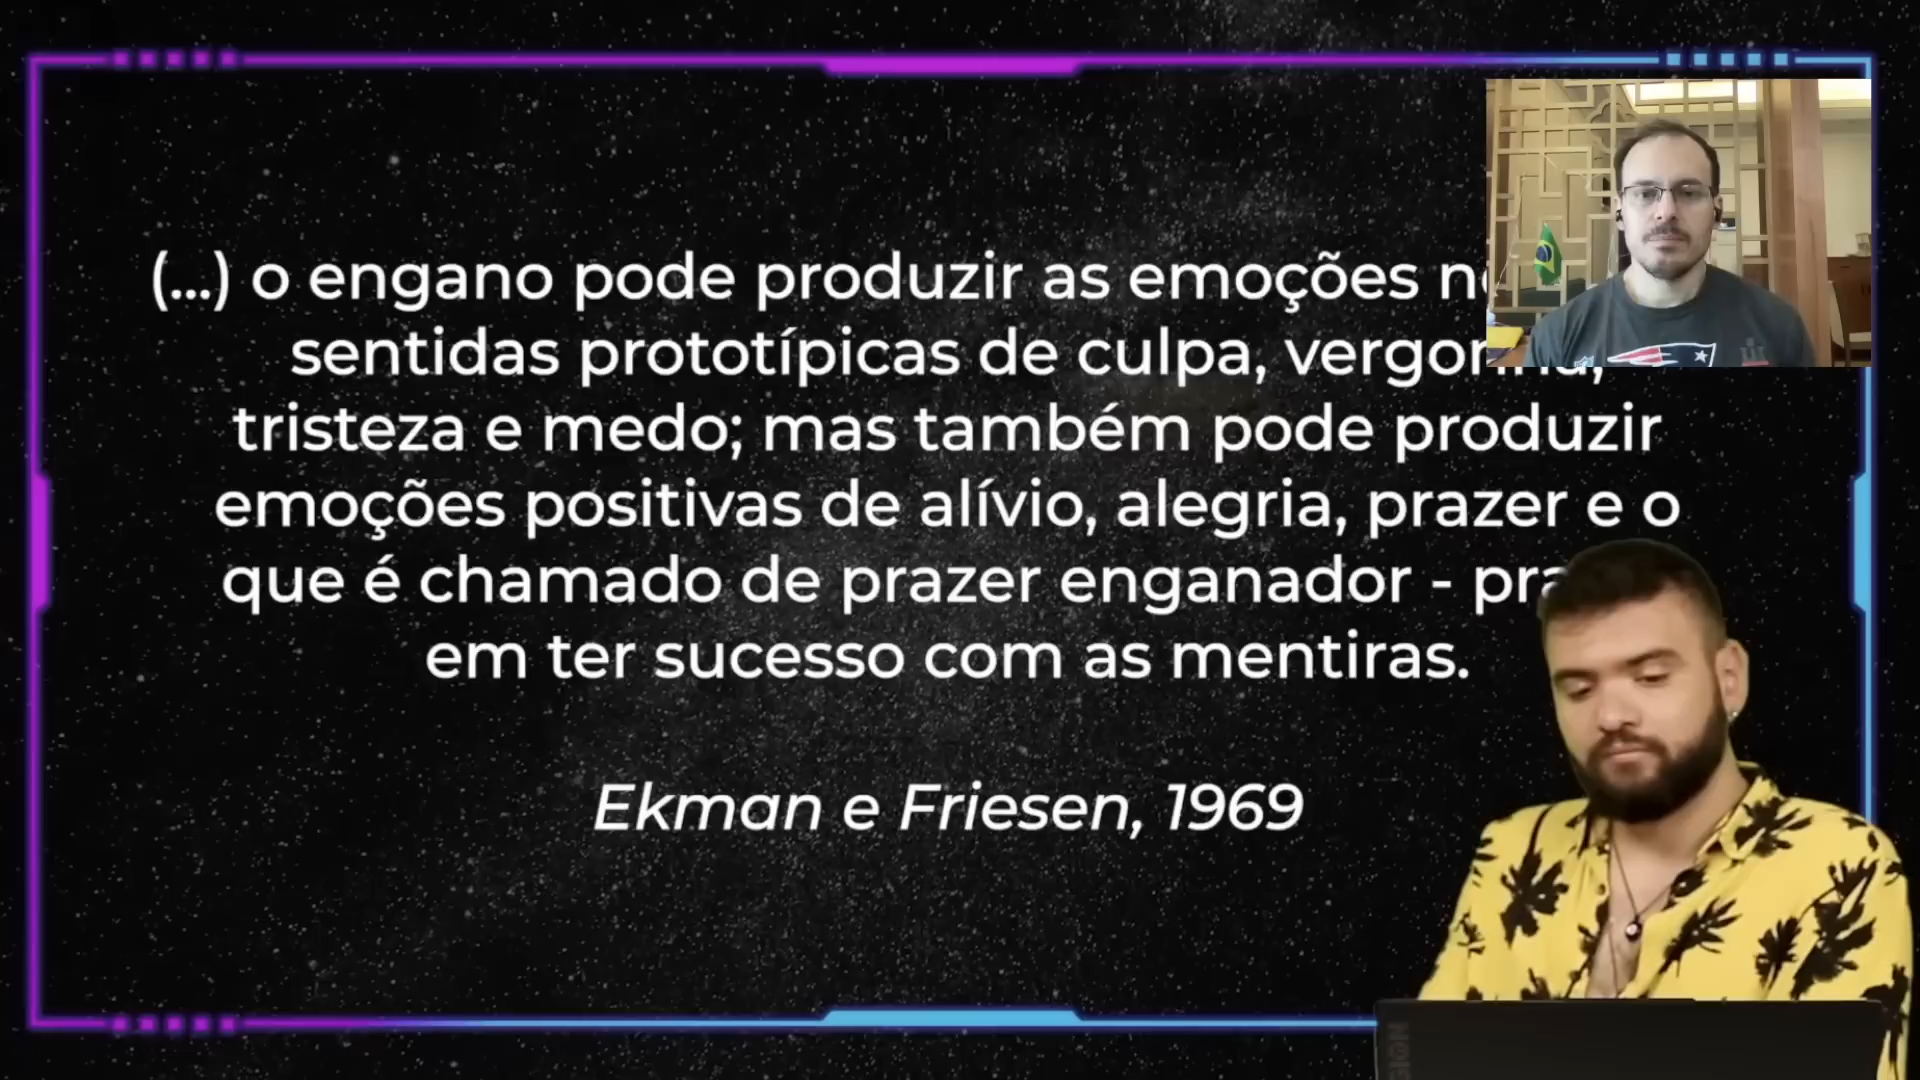 (...) o engano pode produzir as emoções
sentidas prototípicas de culpa,
tristeza e medo; mas também pode produzir
emoções positivas de alívio, alegria, prazer e o
que é chamado de prazer enganador -
em ter sucesso com as mentiras.
Ekman e Friesen, 1969